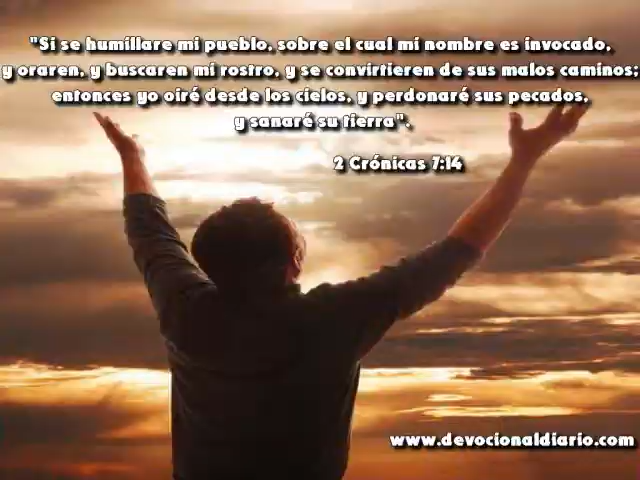 "Si se humillare mi pueblo, sobre el cual mi nombre es invocado,
y oraren, y buscaren mi rostro, y se convirtieren de sus malos caminos;
entonces yo oiré desde los cielos, y perdonaré sus pecados,
y sanaré su tierra".
2 Crónicas 7:14
www.devocionaldiario.com